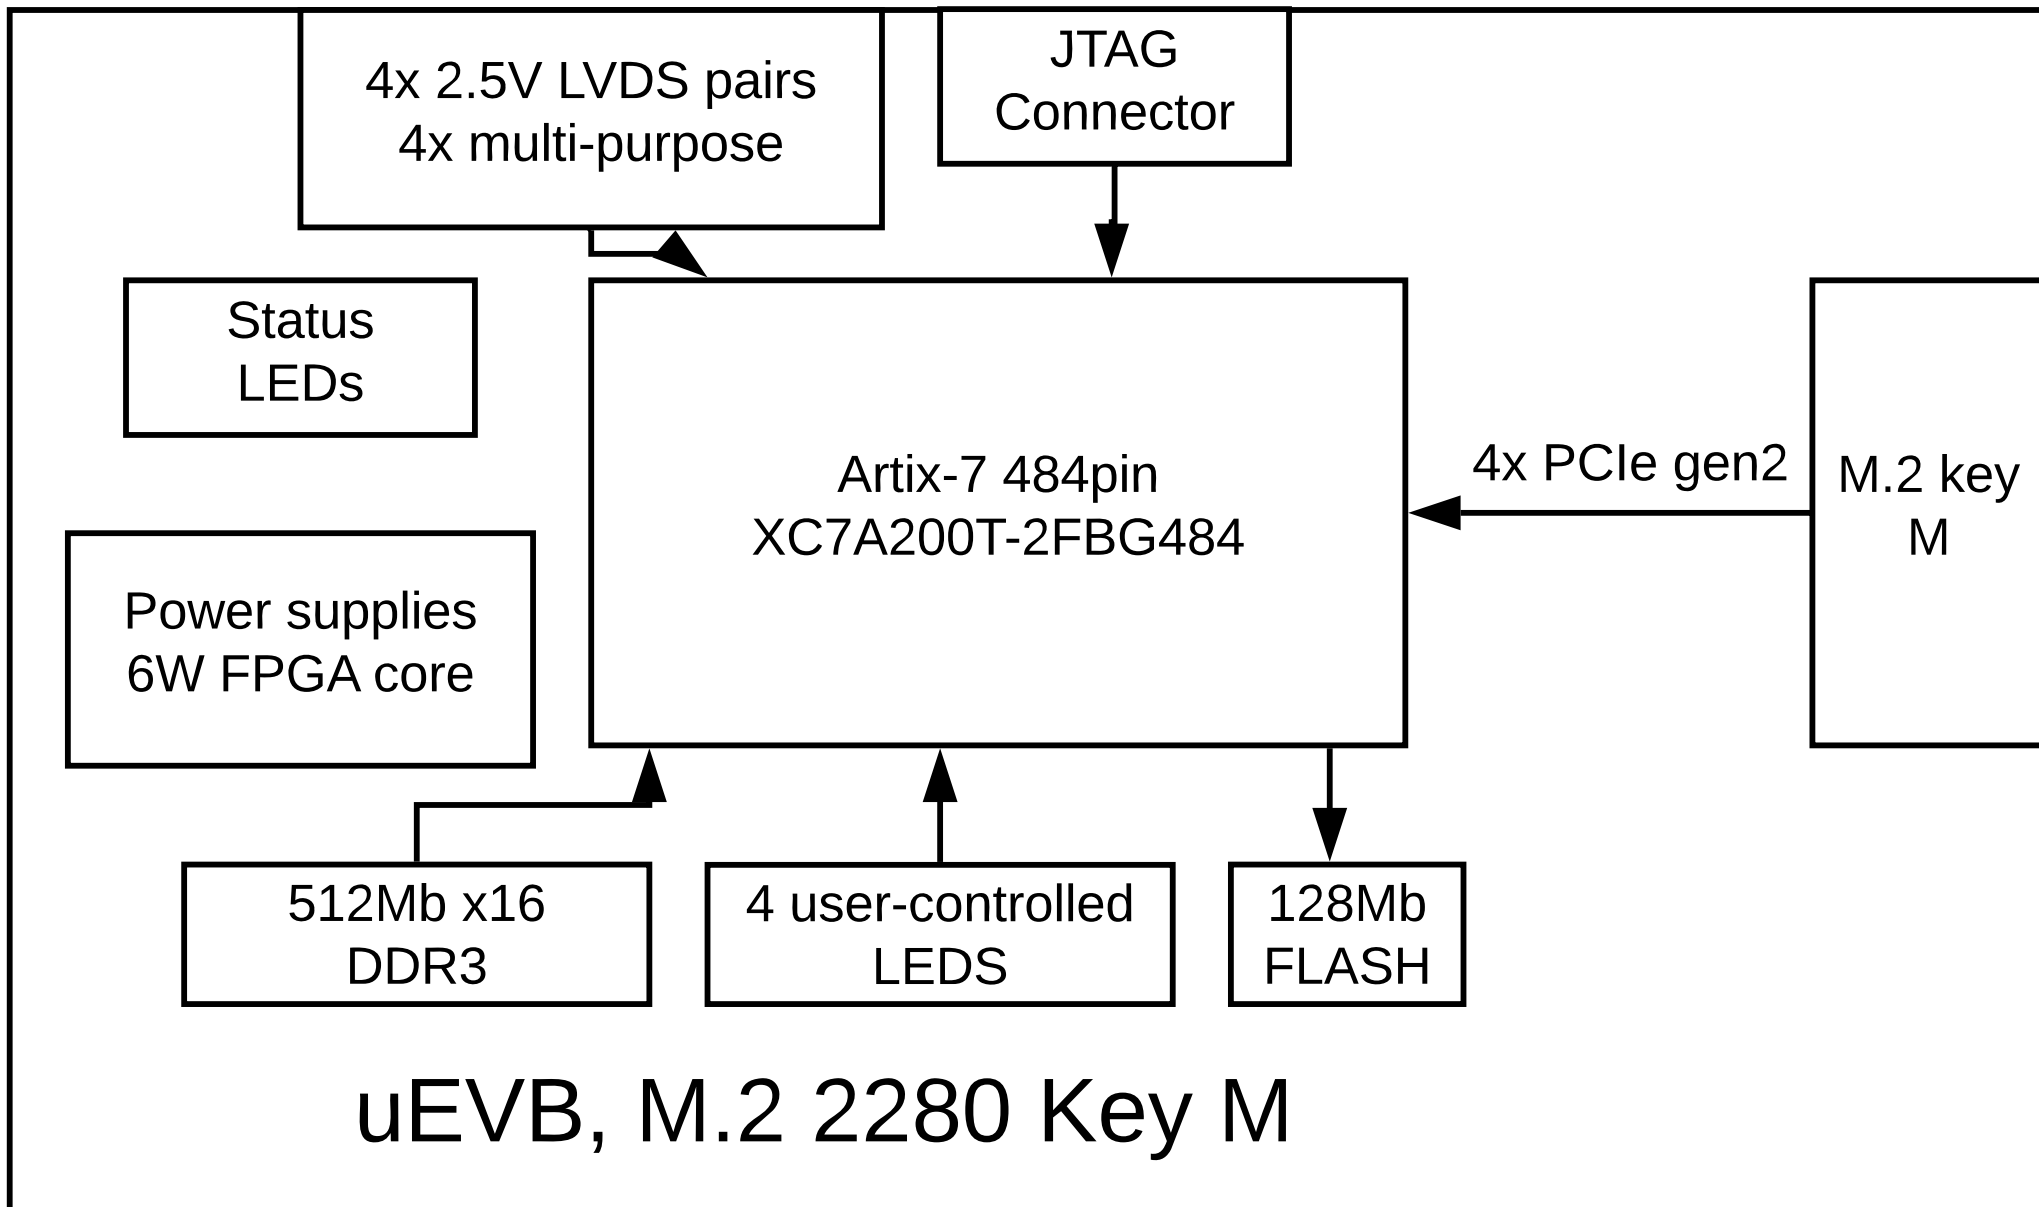 4x 2.5V LVDS pairs
4x multi-purpose
JTAG
Connector
Status
LEDs
Artix-7 484pin
XC7A200T-2FBG484
4x PCIe gen2
M.2 key
M
Power supplies
6W FPGA core
512Mb x16
DDR3
4 user-controlled
LEDS
128Mb
FLASH
uEVB, M.2 2280 Key M